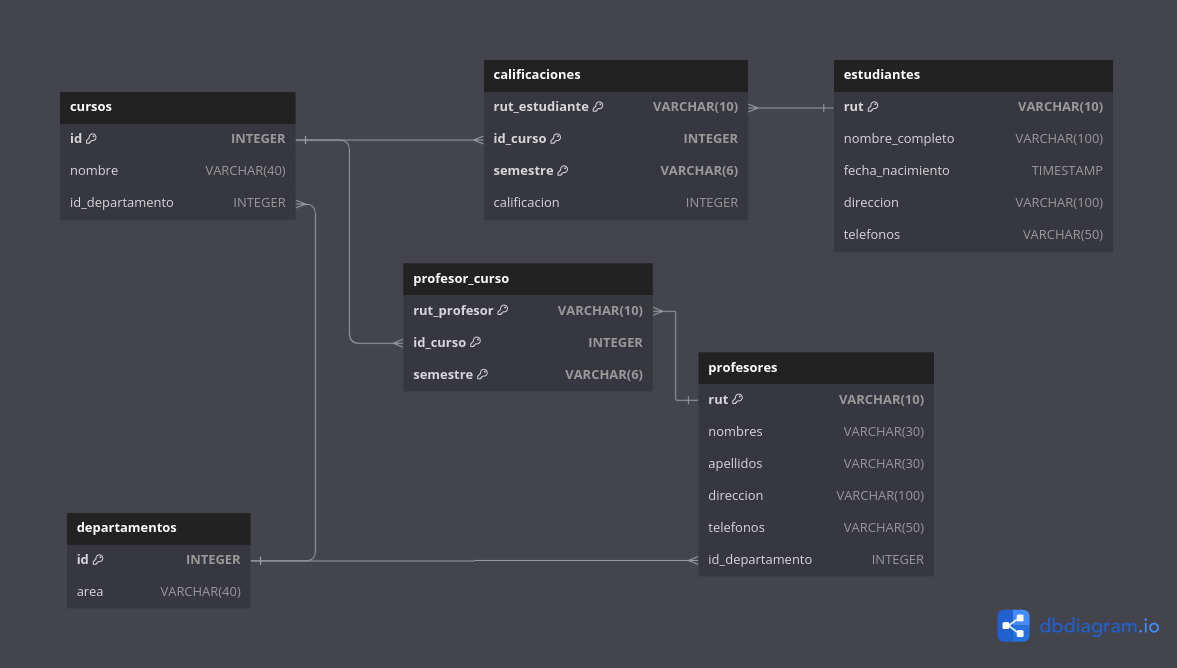 cursos
id INTEGER
nombre VARCHAR(40)
id_departamento INTEGER
calificaciones
rut_estudiante VARCHAR(10)
id_curso INTEGER
semestre VARCHAR(6)
calificacion INTEGER
estudiantes
rut VARCHAR(10)
nombre_completo VARCHAR(100)
fecha_nacimiento TIMESTAMP
direccion VARCHAR(100)
telefonos VARCHAR(50)
profesor_curso
rut_profesor VARCHAR(10)
id_curso INTEGER
semestre VARCHAR(6)
profesores
rut VARCHAR(10)
nombres VARCHAR(30)
apellidos VARCHAR(30)
direccion VARCHAR(100)
telefonos VARCHAR(50)
id_departamento INTEGER
departamentos
id INTEGER
area VARCHAR(40)
dbdiagram.io